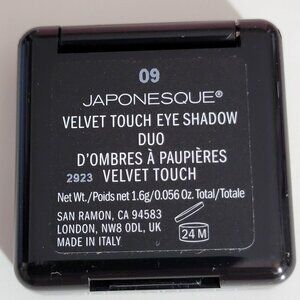 09
JAPONESQUE®
VELVET TOUCH EYE SHADOW
DUO
D'OMBRES À PAUPIÈRES
2923 VELVET TOUCH
Net Wt./Poids net 1.6g/0.056 Oz. Total/Totale
SAN RAMON, CA 94583
LONDON, NW8 0DL, UK
MADE IN ITALY
24 M